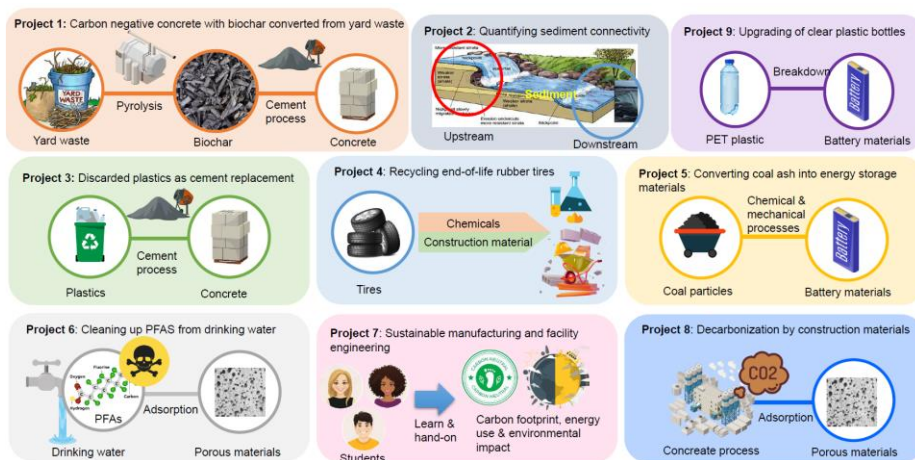 Project 1: Carbon negative concrete with biochar converted from yard waste
YARD
WASTE
Pyrolysis
Cement
process
Yard waste
Biochar
Concrete
Project 2: Quantifying sediment connectivity
Sediment
Upstream
Downstream
Project 9: Upgrading of clear plastic bottles
Breakdown
Battery
PET plastic
Battery materials
Project 3: Discarded plastics as cement replacement
Cement
process
Plastics
Concrete
Project 4: Recycling end-of-life rubber tires
Chemicals
Construction material
Tires
Project 5: Converting coal ash into energy storage
materials
Chemical &
mechanical
processes
Battery
Coal particles
Battery materials
Project 6: Cleaning up PFAS from drinking water
Fluorine
Oxygen
Hydrogen
Carbon
PFAs
Adsorption
Drinking water
Porous materials
Project 7: Sustainable manufacturing and facility
engineering
CARBON NEUTRAL
Learn &
hand-on
Carbon footprint, energy
use & environmental
impact
Students
Project 8: Decarbonization by construction materials
CO2
Adsorption
Concreate process
Porous materials